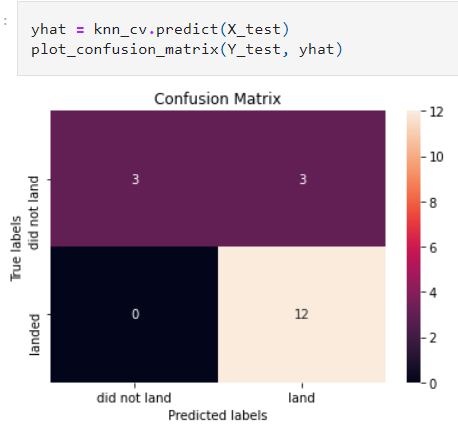 :
yhat = knn_cv.predict(X_test)
plot_confusion_matrix(Y_test, yhat)
Confusion Matrix
True labels
did not land
landed
3
3
0
12
did not land
land
Predicted labels
12
10
8
6
4
2
0